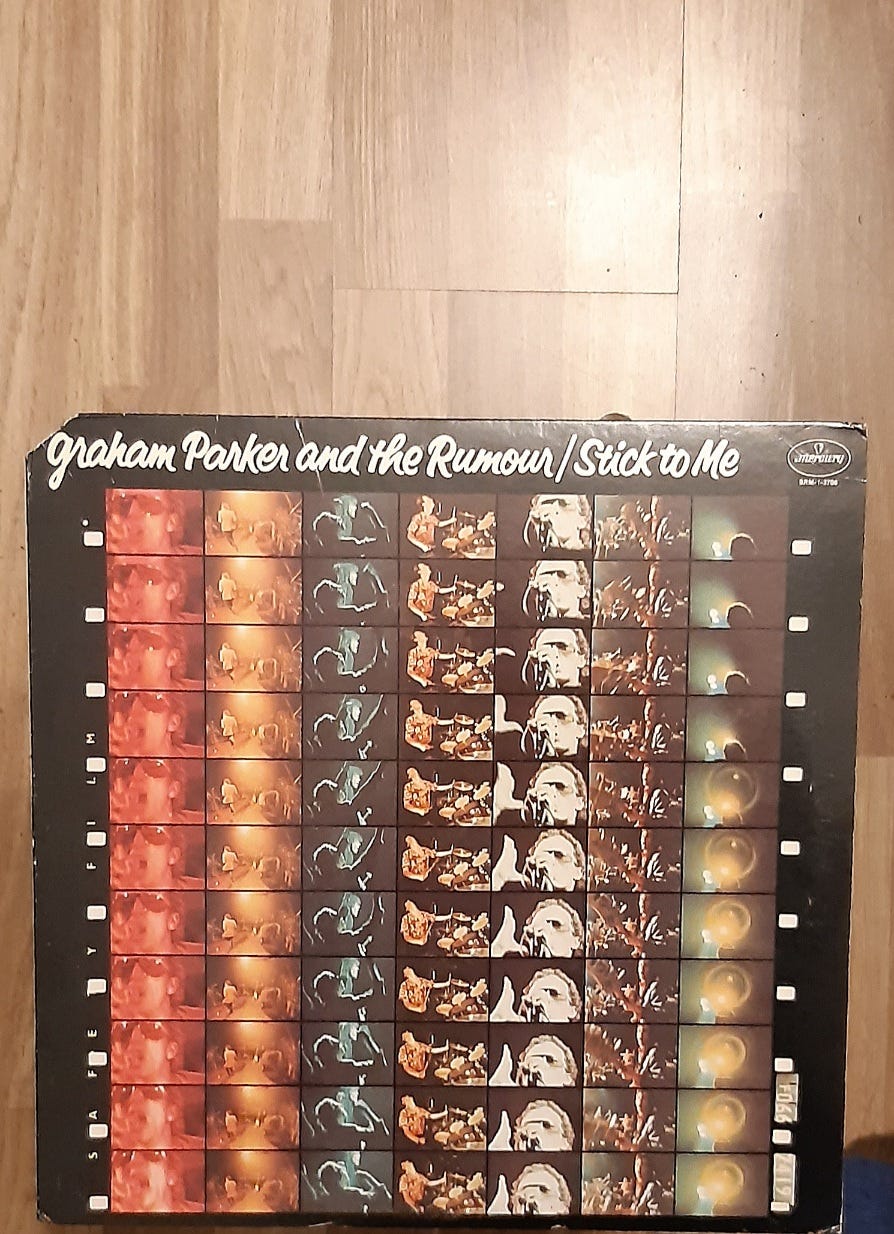 Graham Parker and the Rumour/Stick to Me
mercury
SRM-1-3706
SAFETY FILM